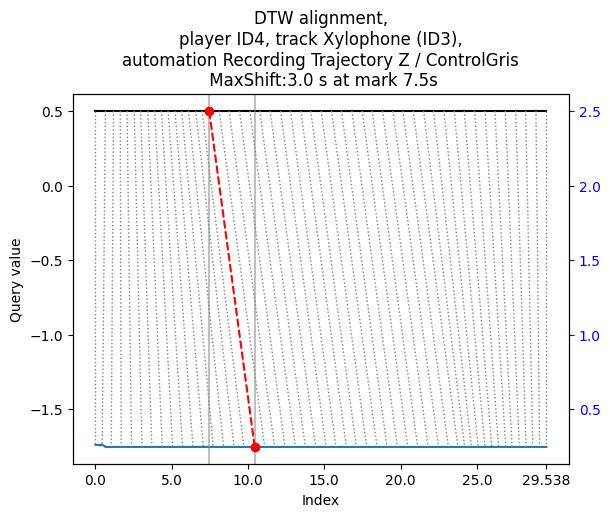 DTW alignment,
player ID4, track Xylophone (ID3),
automation Recording Trajectory Z / ControlGris
MaxShift:3.0 s at mark 7.5s
Query value
0.5
0.0
−0.5
−1.0
−1.5
2.5
2.0
1.5
1.0
0.5
0.0
5.0
10.0
15.0
20.0
25.0
29.538
Index